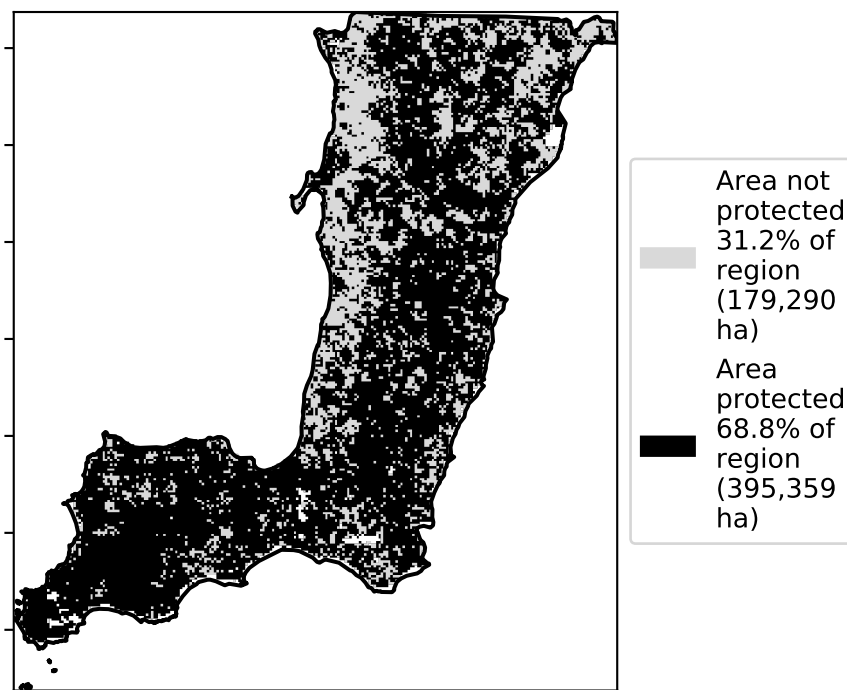 Area not
protected
31.2% of
region
(179,290
ha)
Area
protected
68.8% of
region
(395,359
ha)